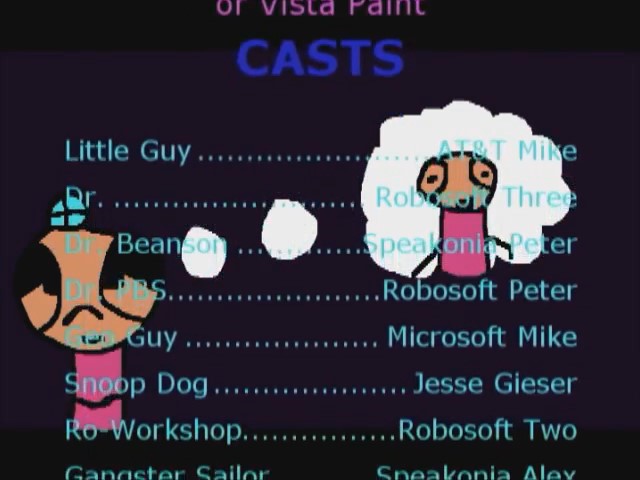 or Vista Paint
CASTS
Little Guy ........................ AT&T Mike
Dr. .......................... Robosoft Three
Dr. Beanson .............Speakonia Peter
Dr. PBS.....................Robosoft Peter
Geo Guy ................... Microsoft Mike
Snoop Dog................... Jesse Gieser
Ro-Workshop...............Robosoft Two
Gangster Sailor Speakonia Alex